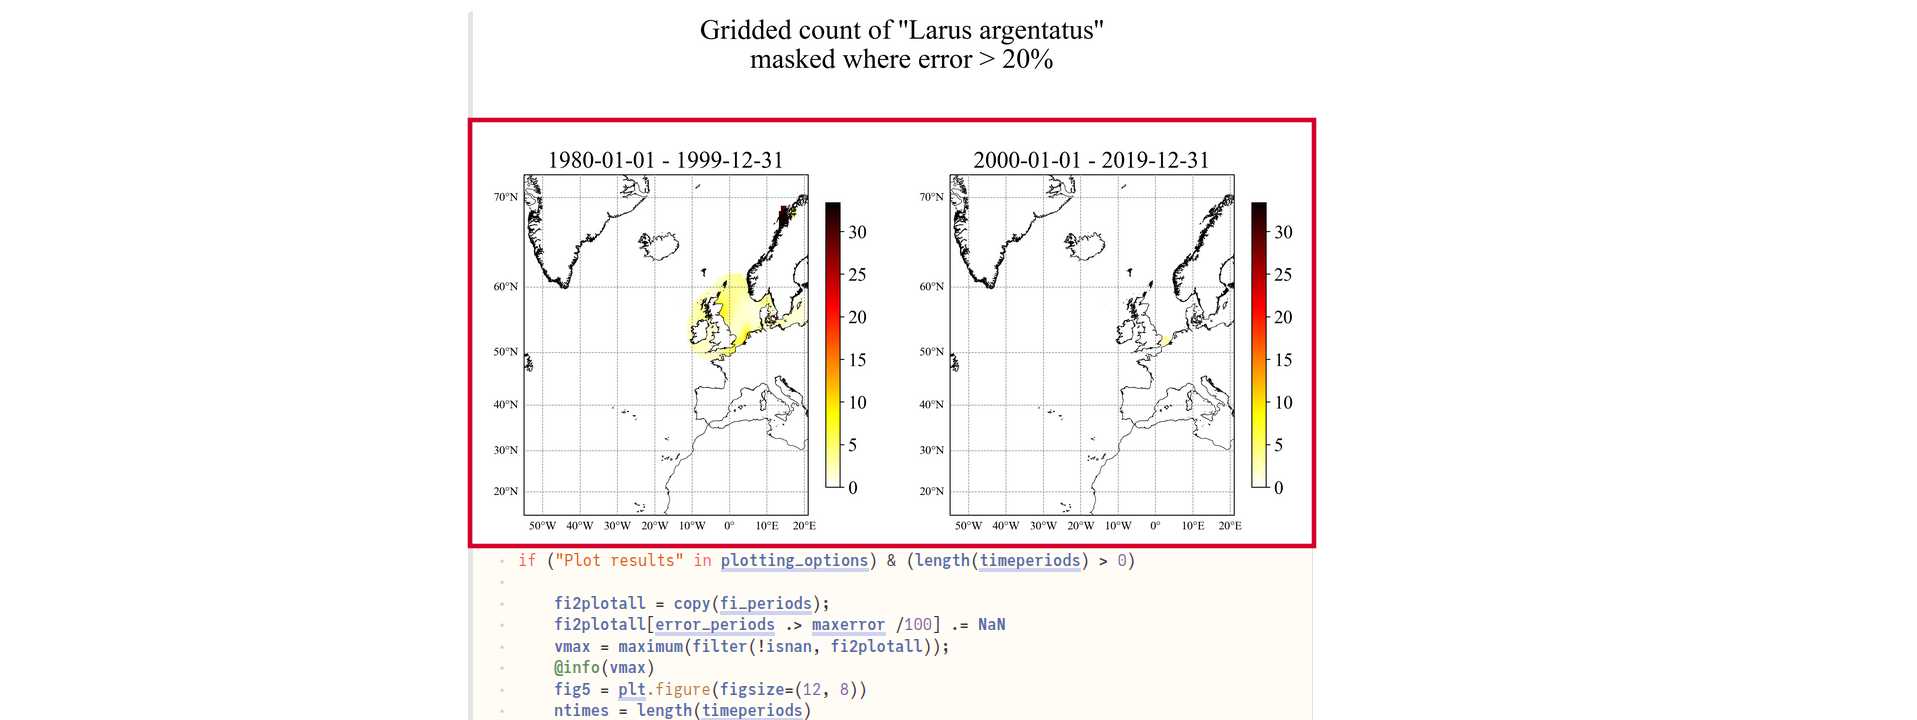 Gridded count of "Larus argentatus"
masked where error > 20%
1980-01-01 - 1999-12-31
70°N
60°N
50°N
40°N
30°N
20°N
50°W 40°W 30°W 20°W 10°W 0° 10°E 20°E
30
25
20
15
10
5
0
2000-01-01 - 2019-12-31
70°N
60°N
50°N
40°N
30°N
20°N
50°W 40°W 30°W 20°W 10°W 0° 10°E 20°E
30
25
20
15
10
5
0
if ("Plot results" in plotting_options) & (length(timeperiods) > 0)
fi2plotall = copy(fi_periods);
fi2plotall[error_periods .> maxerror /100] .= NaN
vmax = maximum(filter(!isnan, fi2plotall));
@info(vmax)
fig5 = plt.figure(figsize=(12, 8))
ntimes = length(timeperiods)